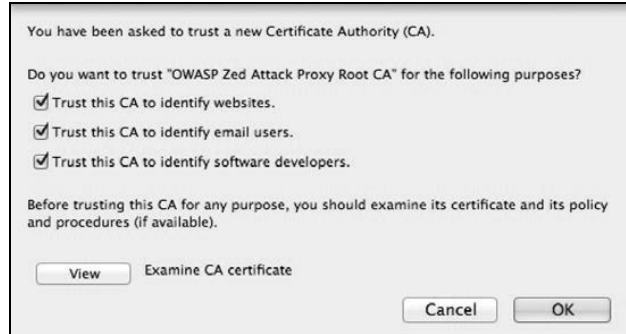 You have been asked to trust a new Certificate Authority (CA).
Do you want to trust "OWASP Zed Attack Proxy Root CA" for the following purposes?
Trust this CA to identify websites.
Trust this CA to identify email users.
Trust this CA to identify software developers.
Before trusting this CA for any purpose, you should examine its certificate and its policy
and procedures (if available).
View Examine CA certificate
Cancel OK